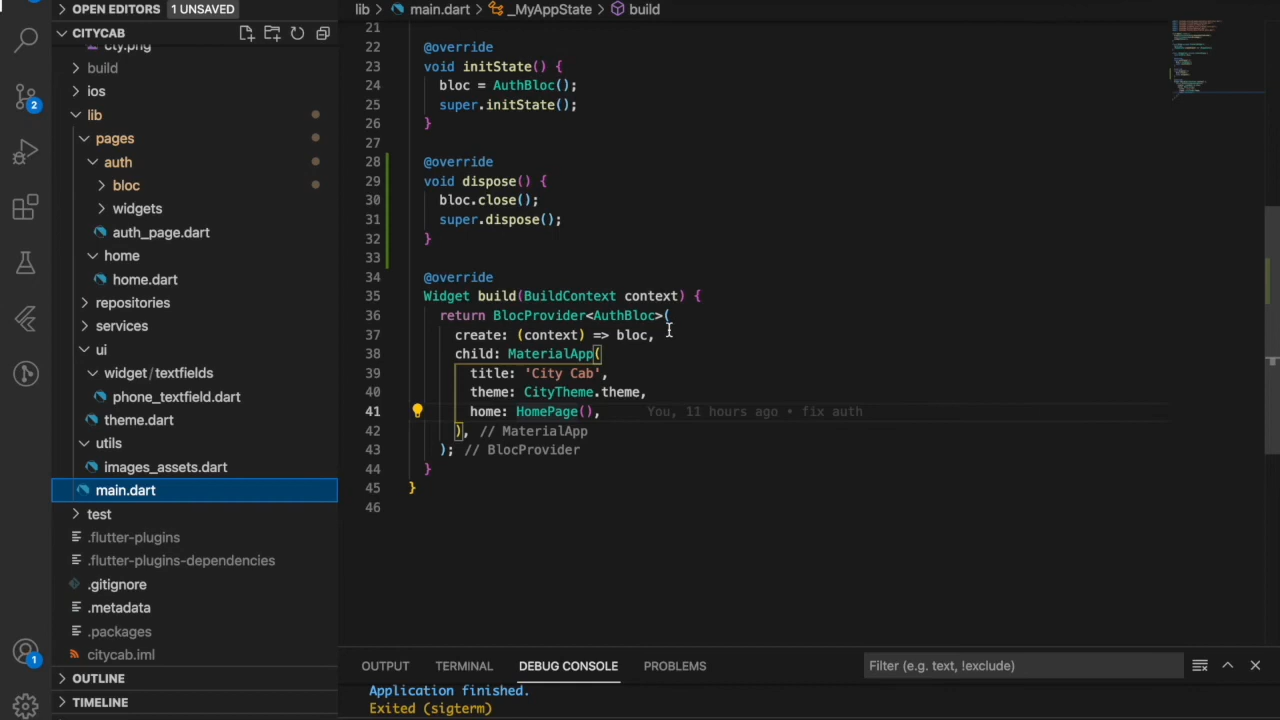 OPEN EDITORS 1 UNSAVED
CITYCAB
city.png
build
ios
lib
pages
auth
bloc
widgets
auth_page.dart
home
home.dart
repositories
services
ui
widget/textfields
phone_textfield.dart
theme.dart
utils
images_assets.dart
main.dart
test
.flutter-plugins
.flutter-plugins-dependencies
.gitignore
.metadata
.packages
citycab.iml
OUTLINE
TIMELINE
2
1
lib > main.dart > _MyAppState > build
21
22 @override
23 void initState() {
24 bloc = AuthBloc();
25 super.initState();
26 }
27
28 @override
29 void dispose() {
30 bloc.close();
31 super.dispose();
32 }
33
34 @override
35 Widget build(BuildContext context) {
36 return BlocProvider<AuthBloc>(
37 create: (context) => bloc,
38 child: MaterialApp(
39 title: 'City Cab',
40 theme: CityTheme.theme,
41 home: HomePage(), You, 11 hours ago • fix auth
42 ), // MaterialApp
43 ); // BlocProvider
44 }
45 }
46
OUTPUT TERMINAL DEBUG CONSOLE PROBLEMS Filter (e.g. text, !exclude)
Application finished.
Exited (sigterm)